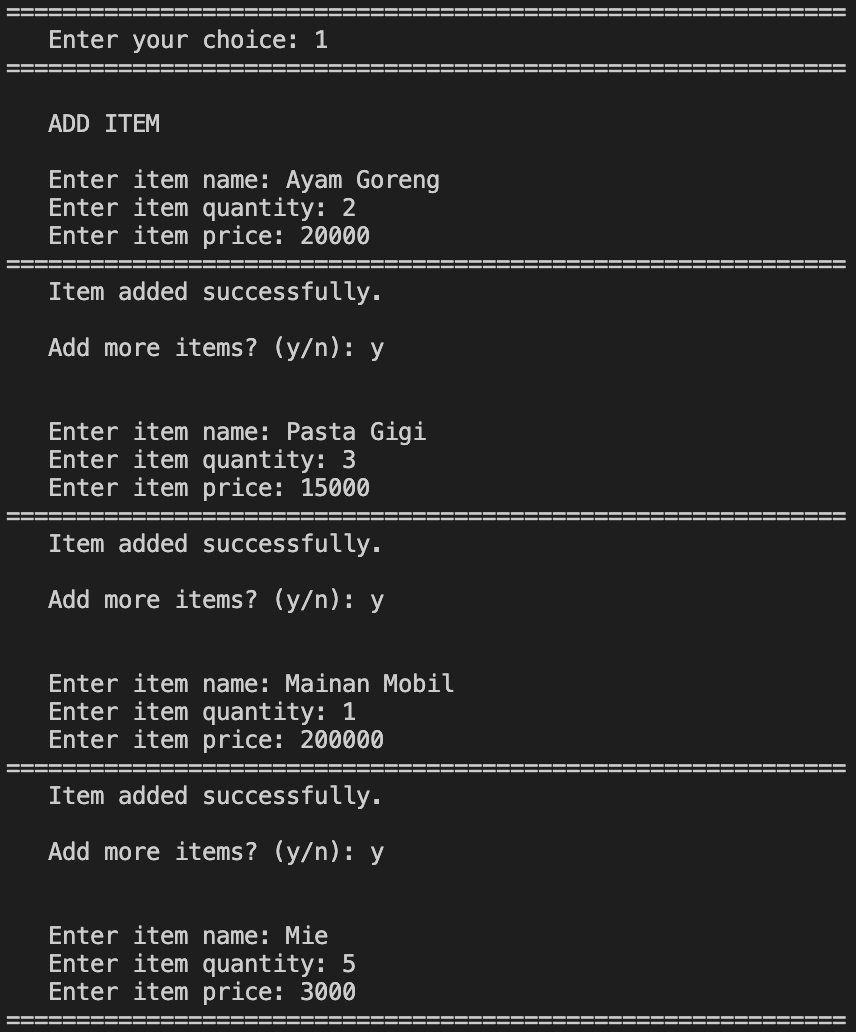 ============================================================
Enter your choice: 1
============================================================
ADD ITEM
Enter item name: Ayam Goreng
Enter item quantity: 2
Enter item price: 20000
============================================================
Item added successfully.
Add more items? (y/n): y
Enter item name: Pasta Gigi
Enter item quantity: 3
Enter item price: 15000
============================================================
Item added successfully.
Add more items? (y/n): y
Enter item name: Mainan Mobil
Enter item quantity: 1
Enter item price: 200000
============================================================
Item added successfully.
Add more items? (y/n): y
Enter item name: Mie
Enter item quantity: 5
Enter item price: 3000
============================================================